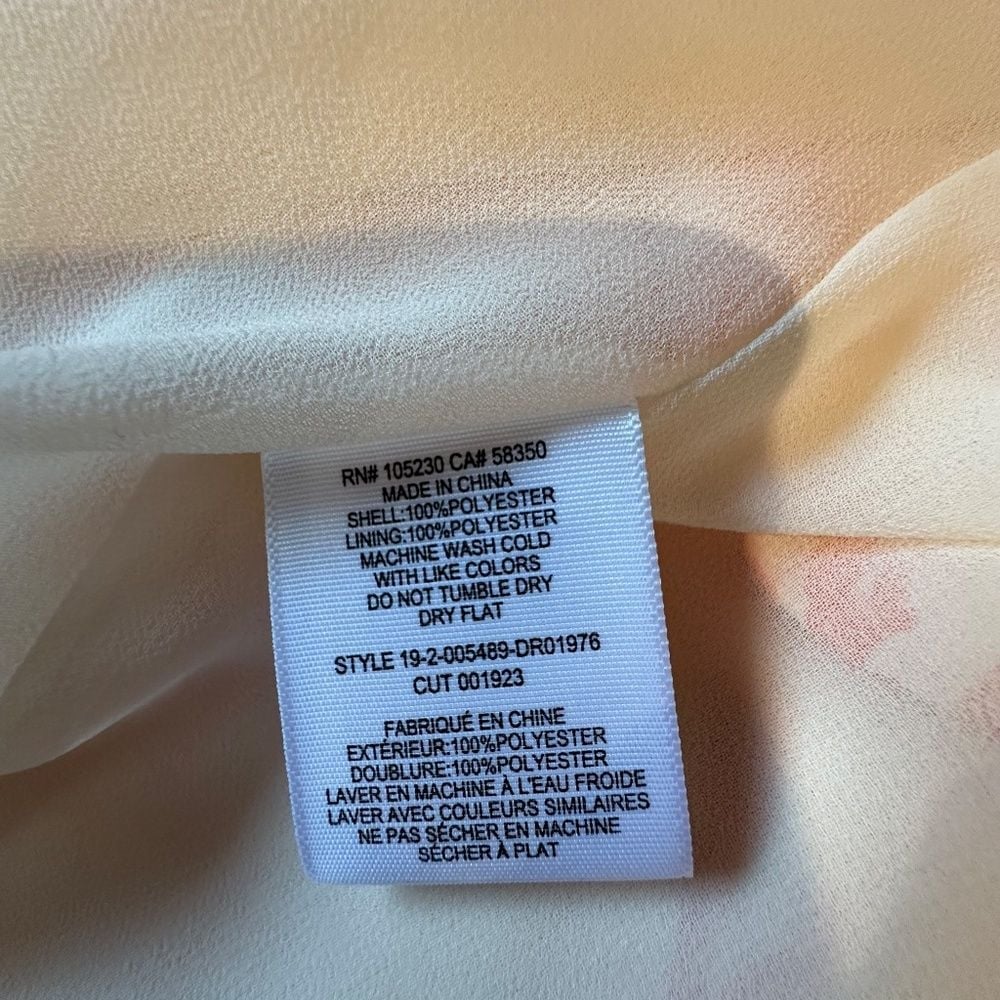 RN# 105230 CA# 58350
MADE IN CHINA
SHELL:100%POLYESTER
LINING:100%POLYESTER
MACHINE WASH COLD
WITH LIKE COLORS
DO NOT TUMBLE DRY
DRY FLAT
STYLE 19-2-005489-DR01976
CUT 001923
FABRIQUÉ EN CHINE
EXTÉRIEUR:100%POLYESTER
DOUBLURE:100%POLYESTER
LAVER EN MACHINE À L'EAU FROIDE
LAVER AVEC COULEURS SIMILAIRES
NE PAS SÉCHER EN MACHINE
SÉCHER À PLAT